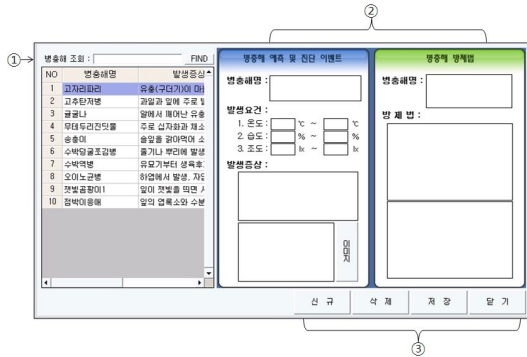 ②
①
병충해 조회 :
FIND
NO 병충해명 발생증상
1 고자리파리 유충(구더기)이 마늘
2 고추탄저병 과일과 잎에 주로 발
3 귤굴나 알에서 깨어난 유충
4 무테두리진딧물 주로 십자화과 채소
5 송충이 솔잎을 갉아먹어 소
6 수박덩굴쪼김병 줄기나 뿌리에 발생
7 수박역병 유묘기부터 생육후
8 오이노균병 하엽에서 발생, 자잎
9 잿빛곰팡이1 잎이 잿빛을 띄면 시
10 점박이응애 잎의 엽록소와 수분
병충해 예측 및 진단 이벤트
병충해명 :
발생요건 :
1. 온도 : ℃ ~ ℃
2. 습도 : % ~ %
3. 조도 : lx ~ lx
발생증상 :
이미지
병충해 방제법
병충해명 :
방 제 법 :
신 규
삭 제
저 장
닫 기
③